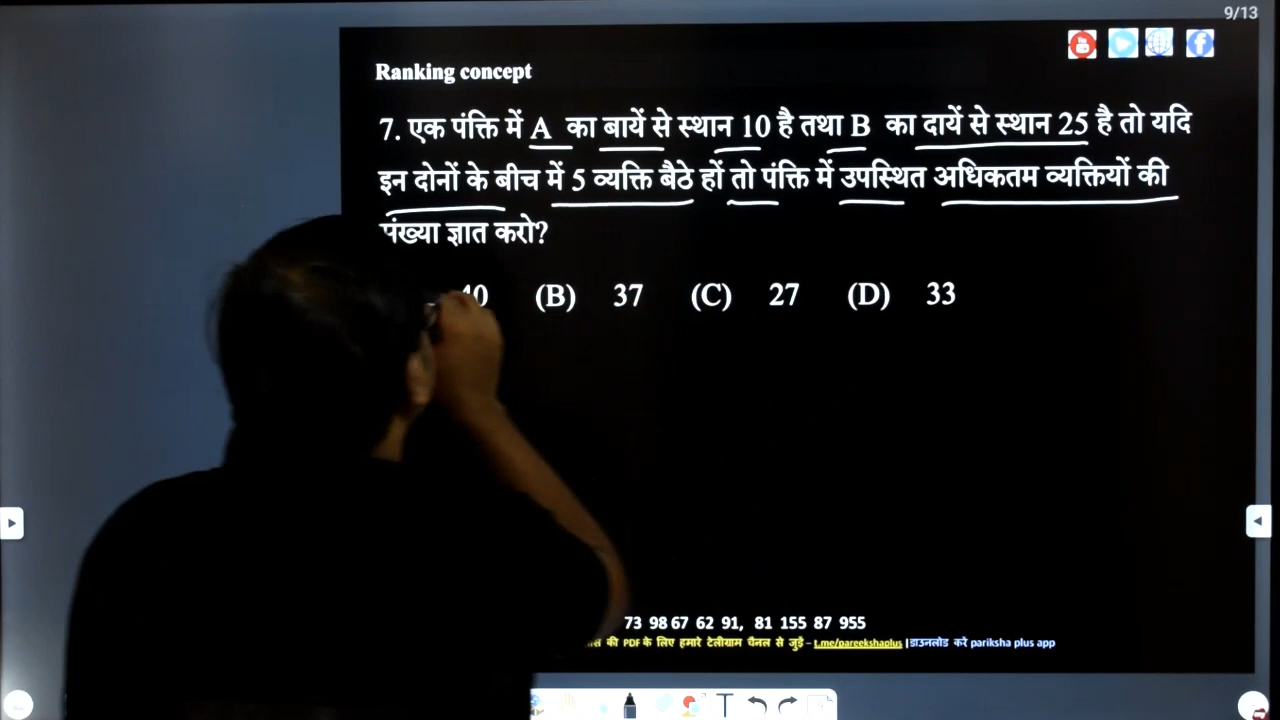 9/13
Ranking concept
7. एक पंक्ति में A का बायें से स्थान 10 है तथा B का दायें से स्थान 25 है तो यदि
इन दोनों के बीच में 5 व्यक्ति बैठे हों तो पंक्ति में उपस्थित अधिकतम व्यक्तियों की
संख्या ज्ञात करो?
40 (B) 37 (C) 27 (D) 33
73 98 67 62 91, 81 155 87 955
की PDF के लिए हमारे टेलीग्राम चैनल से जुड़ें – t.me/pareekshaplus | डाउनलोड करे pariksha plus app
T